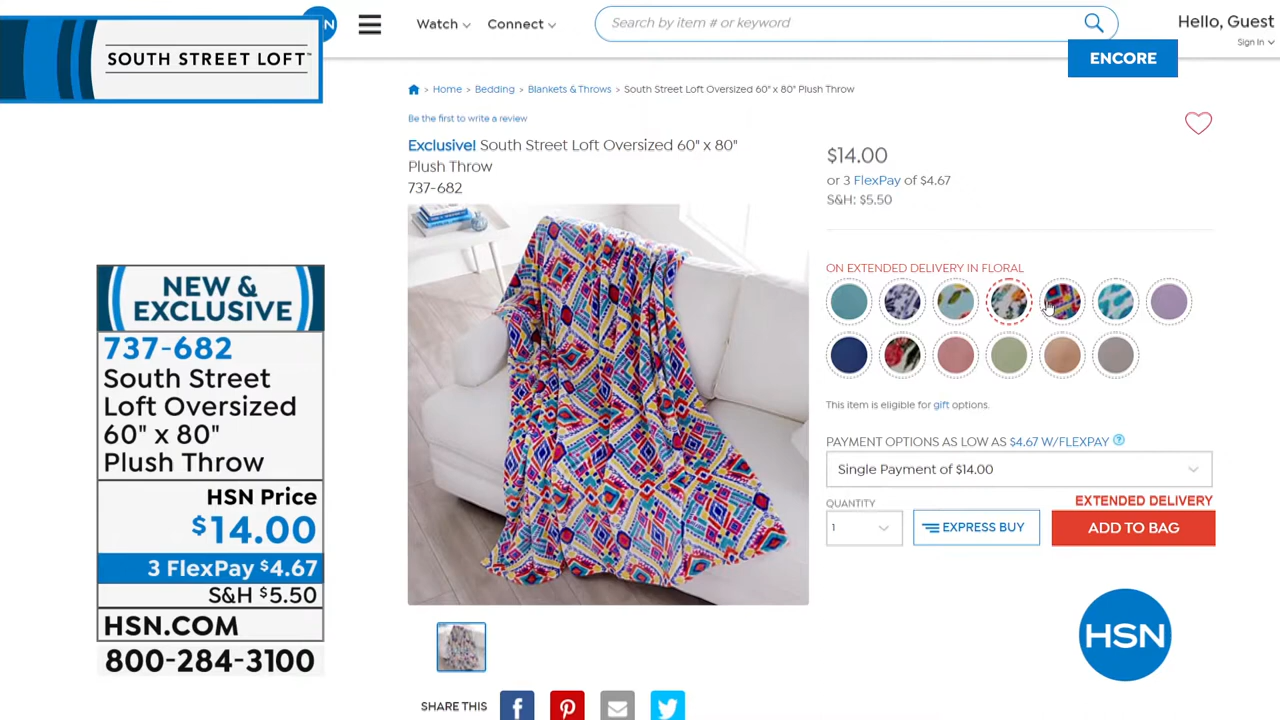 SOUTH STREET LOFT™
Watch
Connect
Search by item # or keyword
Hello, Guest
Sign In
ENCORE
> Home > Bedding > Blankets & Throws > South Street Loft Oversized 60" x 80" Plush Throw
Be the first to write a review
Exclusive! South Street Loft Oversized 60" x 80"
Plush Throw
737-682
$14.00
or 3 FlexPay of $4.67
S&H: $5.50
ON EXTENDED DELIVERY IN FLORAL
This item is eligible for gift options.
PAYMENT OPTIONS AS LOW AS $4.67 W/FLEXPAY ?
Single Payment of $14.00
EXTENDED DELIVERY
QUANTITY
1
EXPRESS BUY
ADD TO BAG
NEW &
EXCLUSIVE
737-682
South Street
Loft Oversized
60" x 80"
Plush Throw
HSN Price
$14.00
3 FlexPay $4.67
S&H $5.50
HSN.COM
800-284-3100
HSN
SHARE THIS